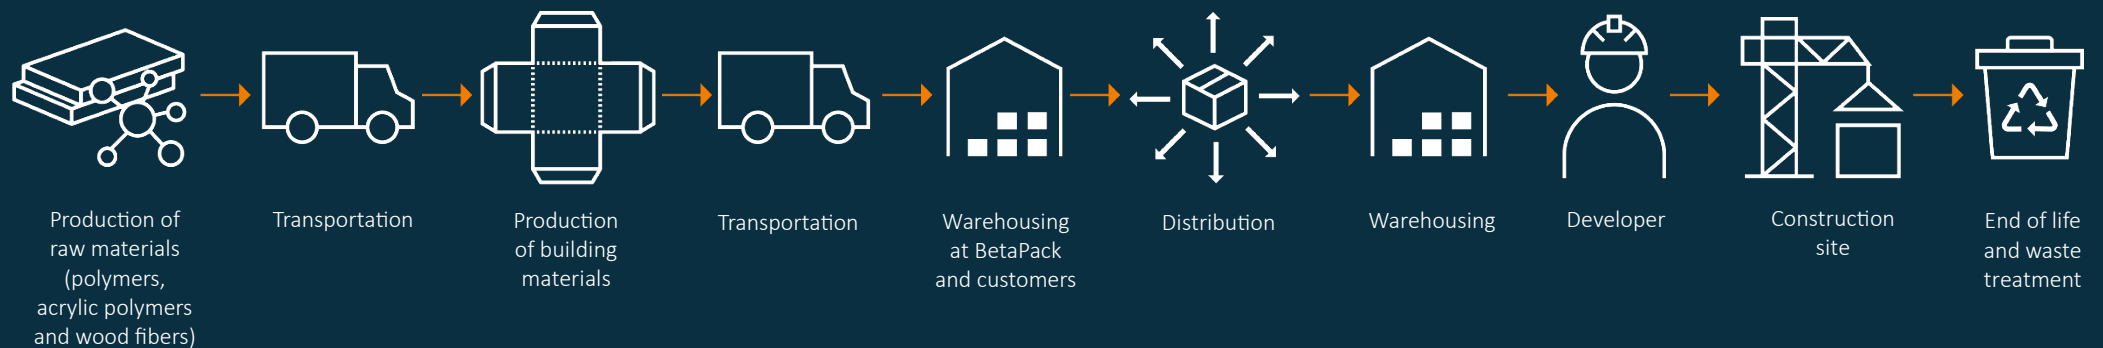 Production of
raw materials
(polymers,
acrylic polymers
and wood fibers)
Transportation
Production
of building
materials
Transportation
Warehousing
at BetaPack
and customers
Distribution
Warehousing
Developer
Construction
site
End of life
and waste
treatment